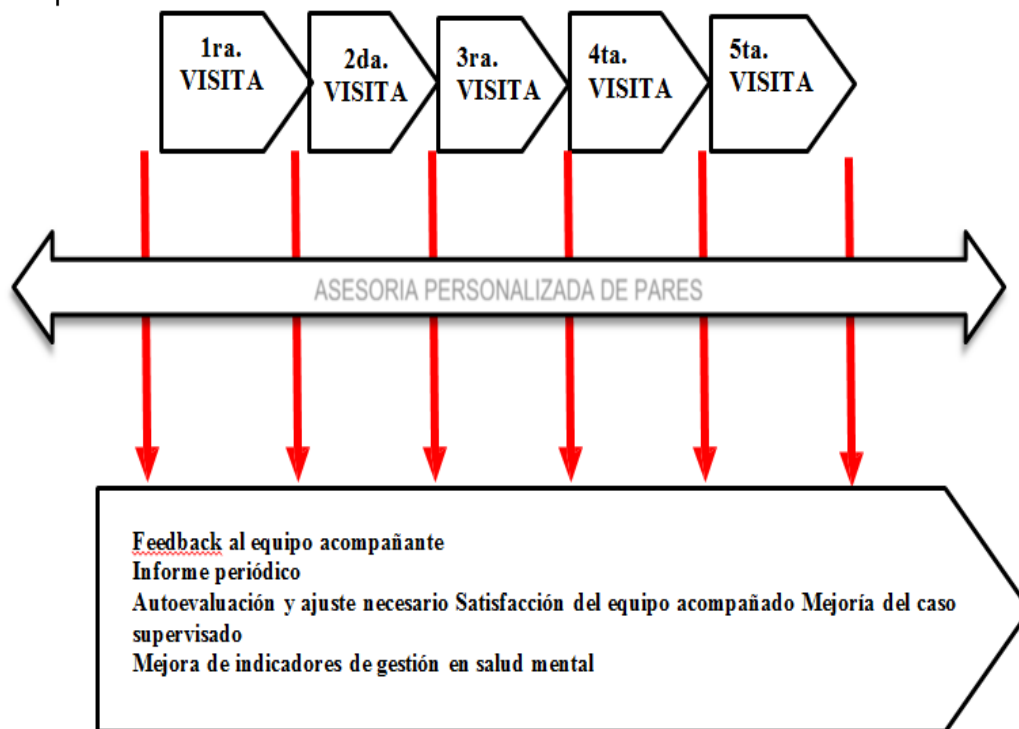 1ra.
VISITA
2da.
VISITA
3ra.
VISITA
4ta.
VISITA
5ta.
VISITA
ASESORIA PERSONALIZADA DE PARES
Feedback al equipo acompañante
Informe periódico
Autoevaluación y ajuste necesario Satisfacción del equipo acompañado Mejoría del caso
supervisado
Mejora de indicadores de gestión en salud mental